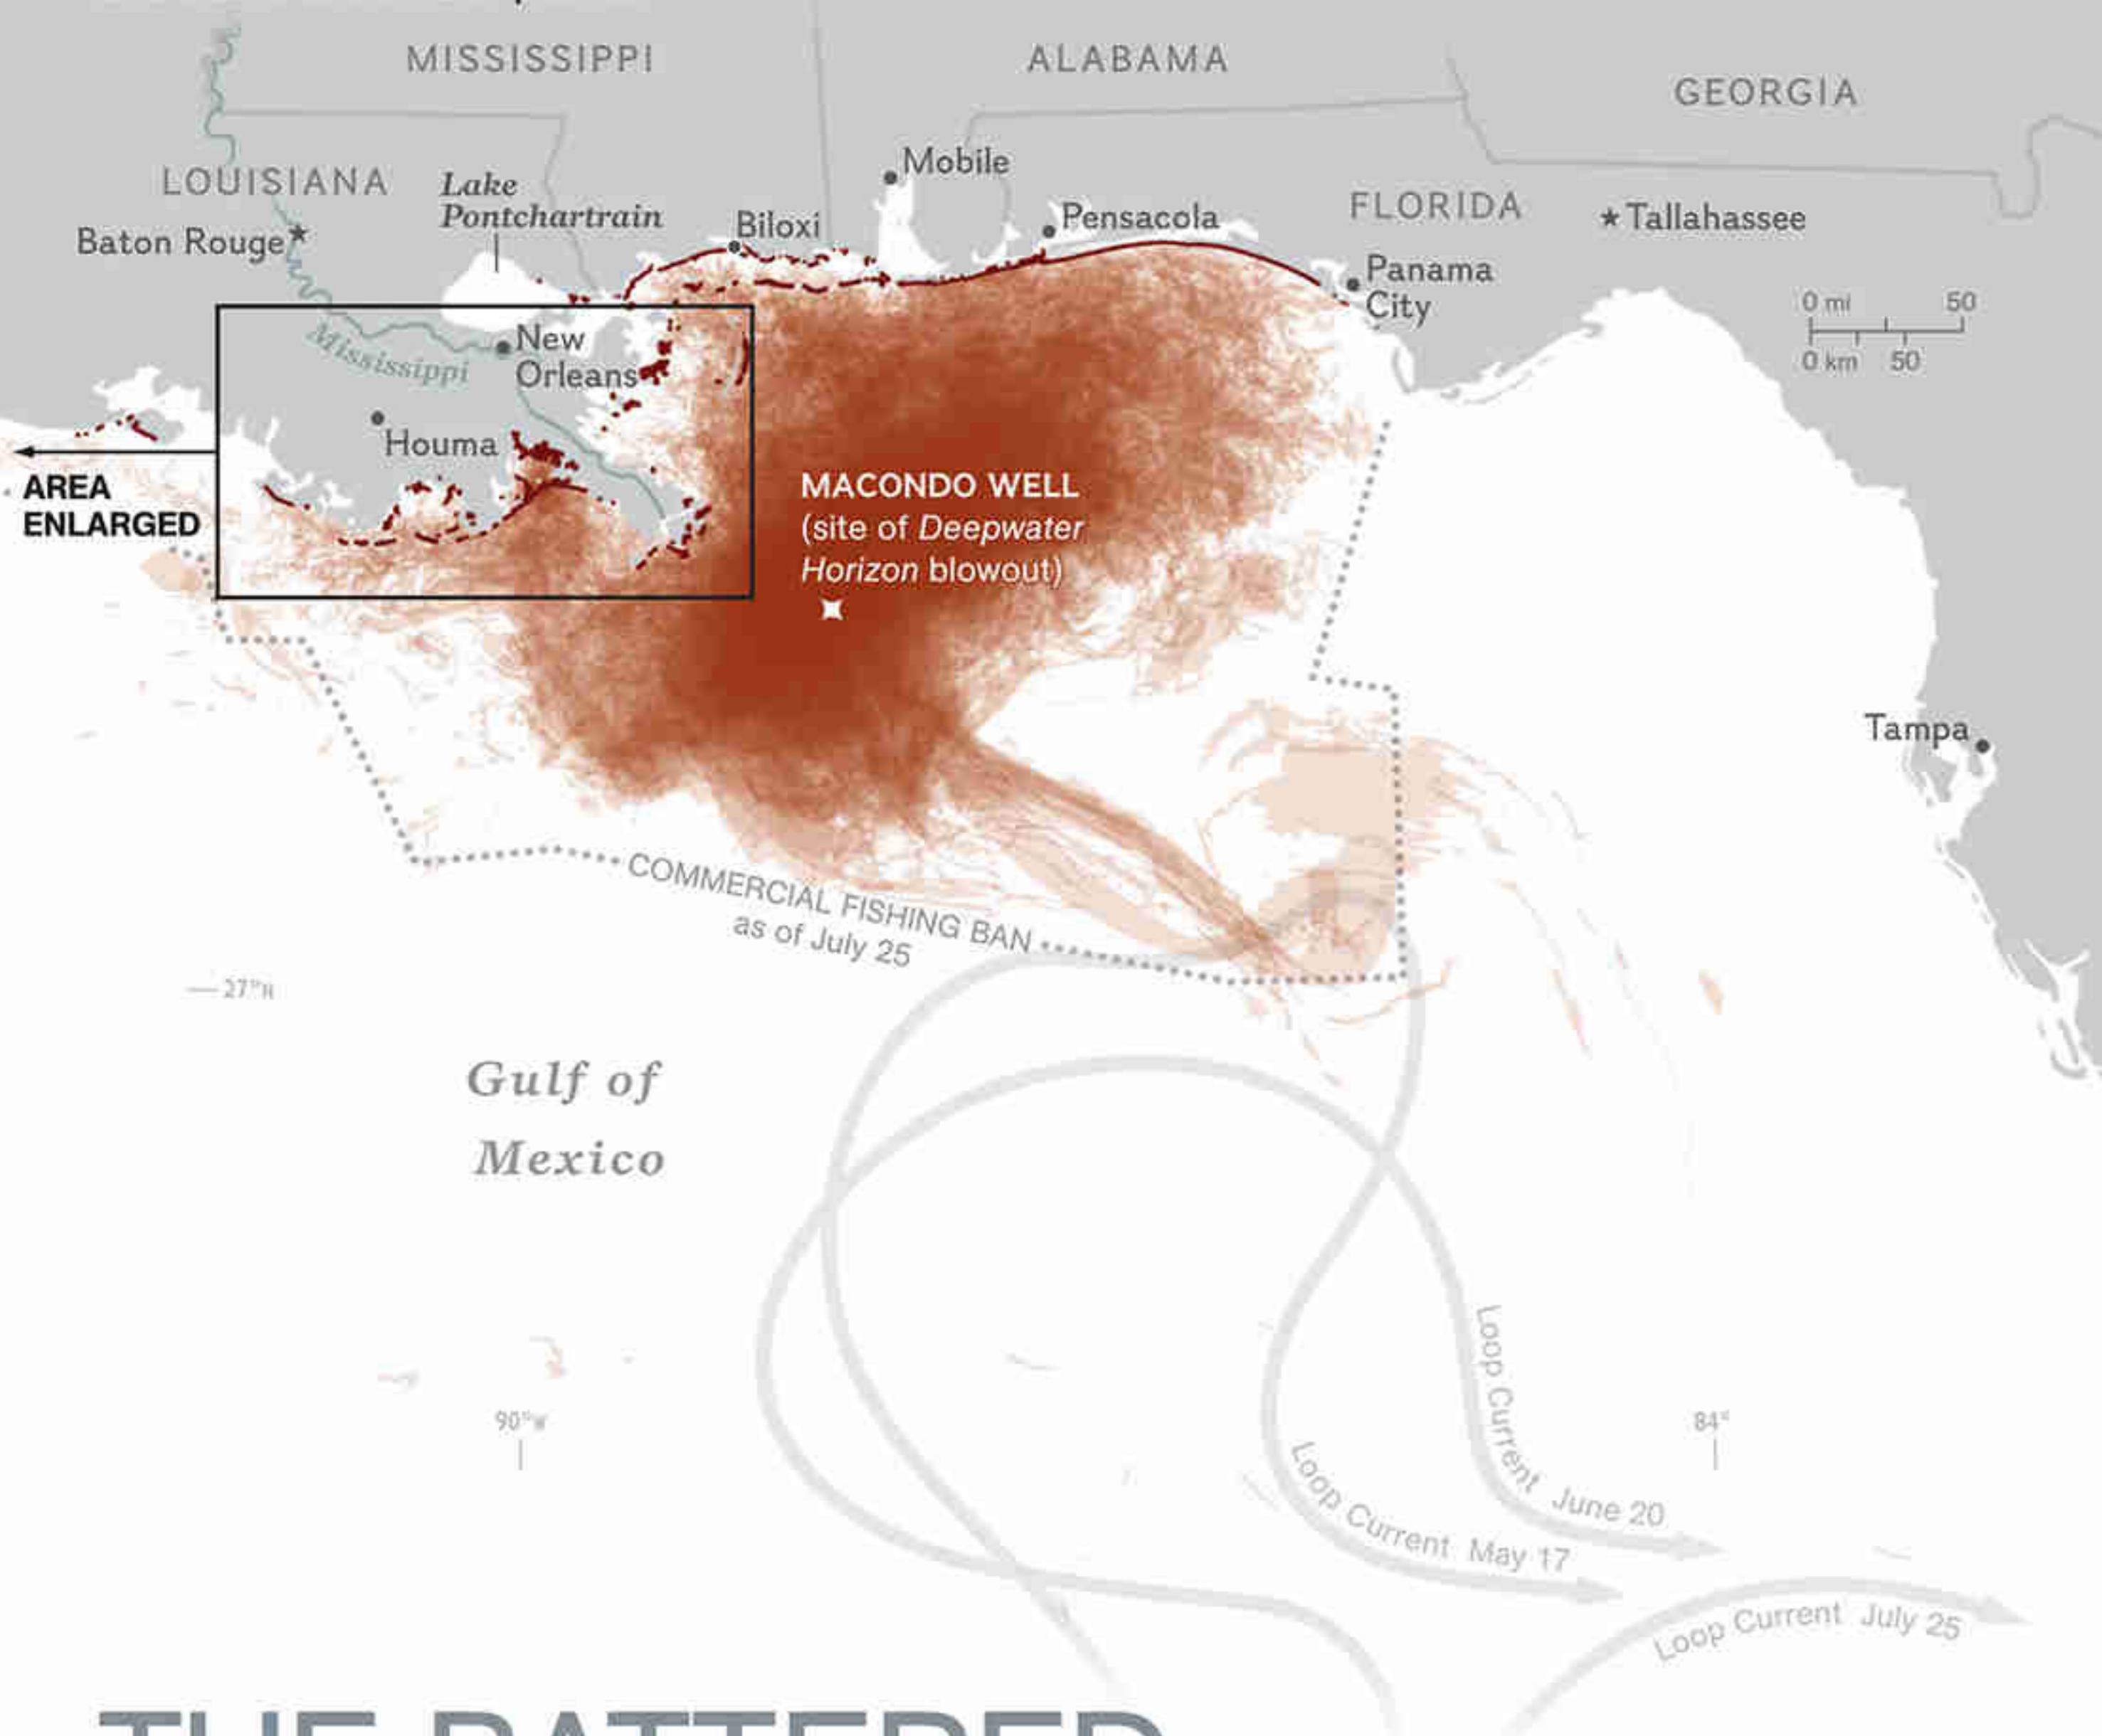 MISSISSIPPI
ALABAMA
GEORGIA
LOUISIANA
Lake
Pontchartrain
Mobile
Baton Rouge
Biloxi
Pensacola
FLORIDA
Tallahassee
Panama
City
0 mi 50
0 km 50
Mississippi
New
Orleans
Houma
AREA
ENLARGED
MACONDO WELL
(site of Deepwater
Horizon blowout)
Tampa
COMMERCIAL FISHING BAN
as of July 25
27°N
Gulf of
Mexico
90°W
84°
Loop Current June 20
Loop Current May 17
Loop Current July 25
THE BATTERED